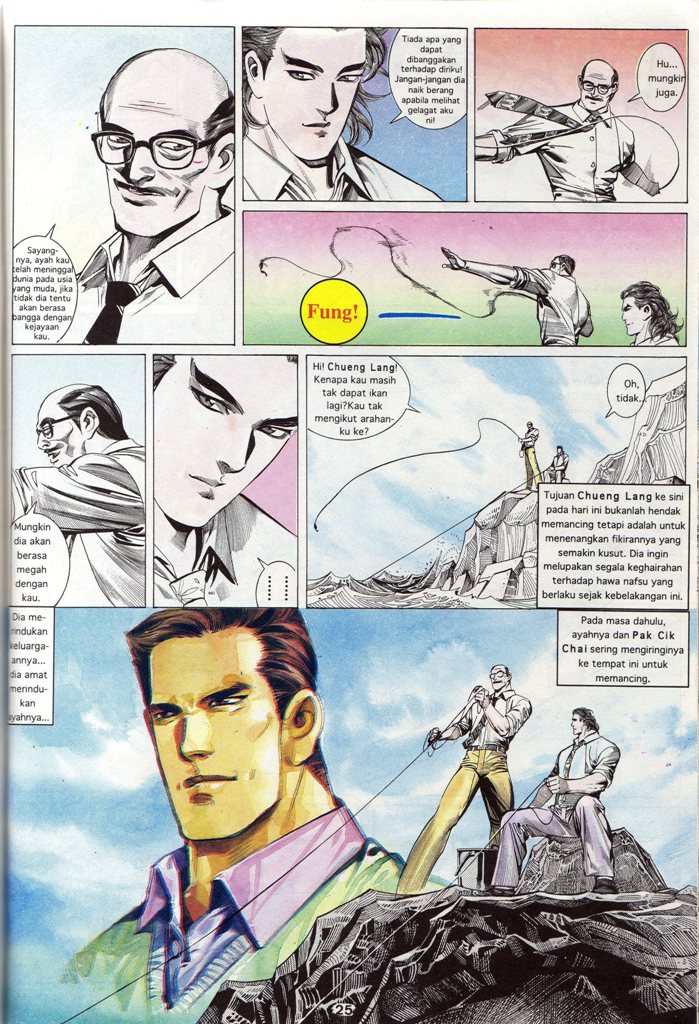 Sayang-
nya, ayah kau
telah meninggal
dunia pada usia
yang muda, jika
tidak dia tentu
akan berasa
bangga dengan
kejayaan
kau.
Tiada apa yang
dapat
dibanggakan
terhadap diriku!
Jangan-jangan dia
naik berang
apabila melihat
gelagat aku
ni!
Hu...
mungkin
juga.
Fung!
Mungkin
dia akan
berasa
megah
dengan
kau.
Hi! Chueng Lang!
Kenapa kau masih
tak dapat ikan
lagi?Kau tak
mengikut arahan-
ku ke?
Oh,
tidak..
Tujuan Chueng Lang ke sini
pada hari ini bukanlah hendak
memancing tetapi adalah untuk
menenangkan fikirannya yang
semakin kusut. Dia ingin
melupakan segala keghairahan
terhadap hawa nafsu yang
berlaku sejak kebelakangan ini.
Dia me-
rindukan
keluarga-
annya...
dia amat
merindu-
kan
ayahnya...
Pada masa dahulu,
ayahnya dan Pak Cik
Chai sering mengiringinya
ke tempat ini untuk
memancing.
25